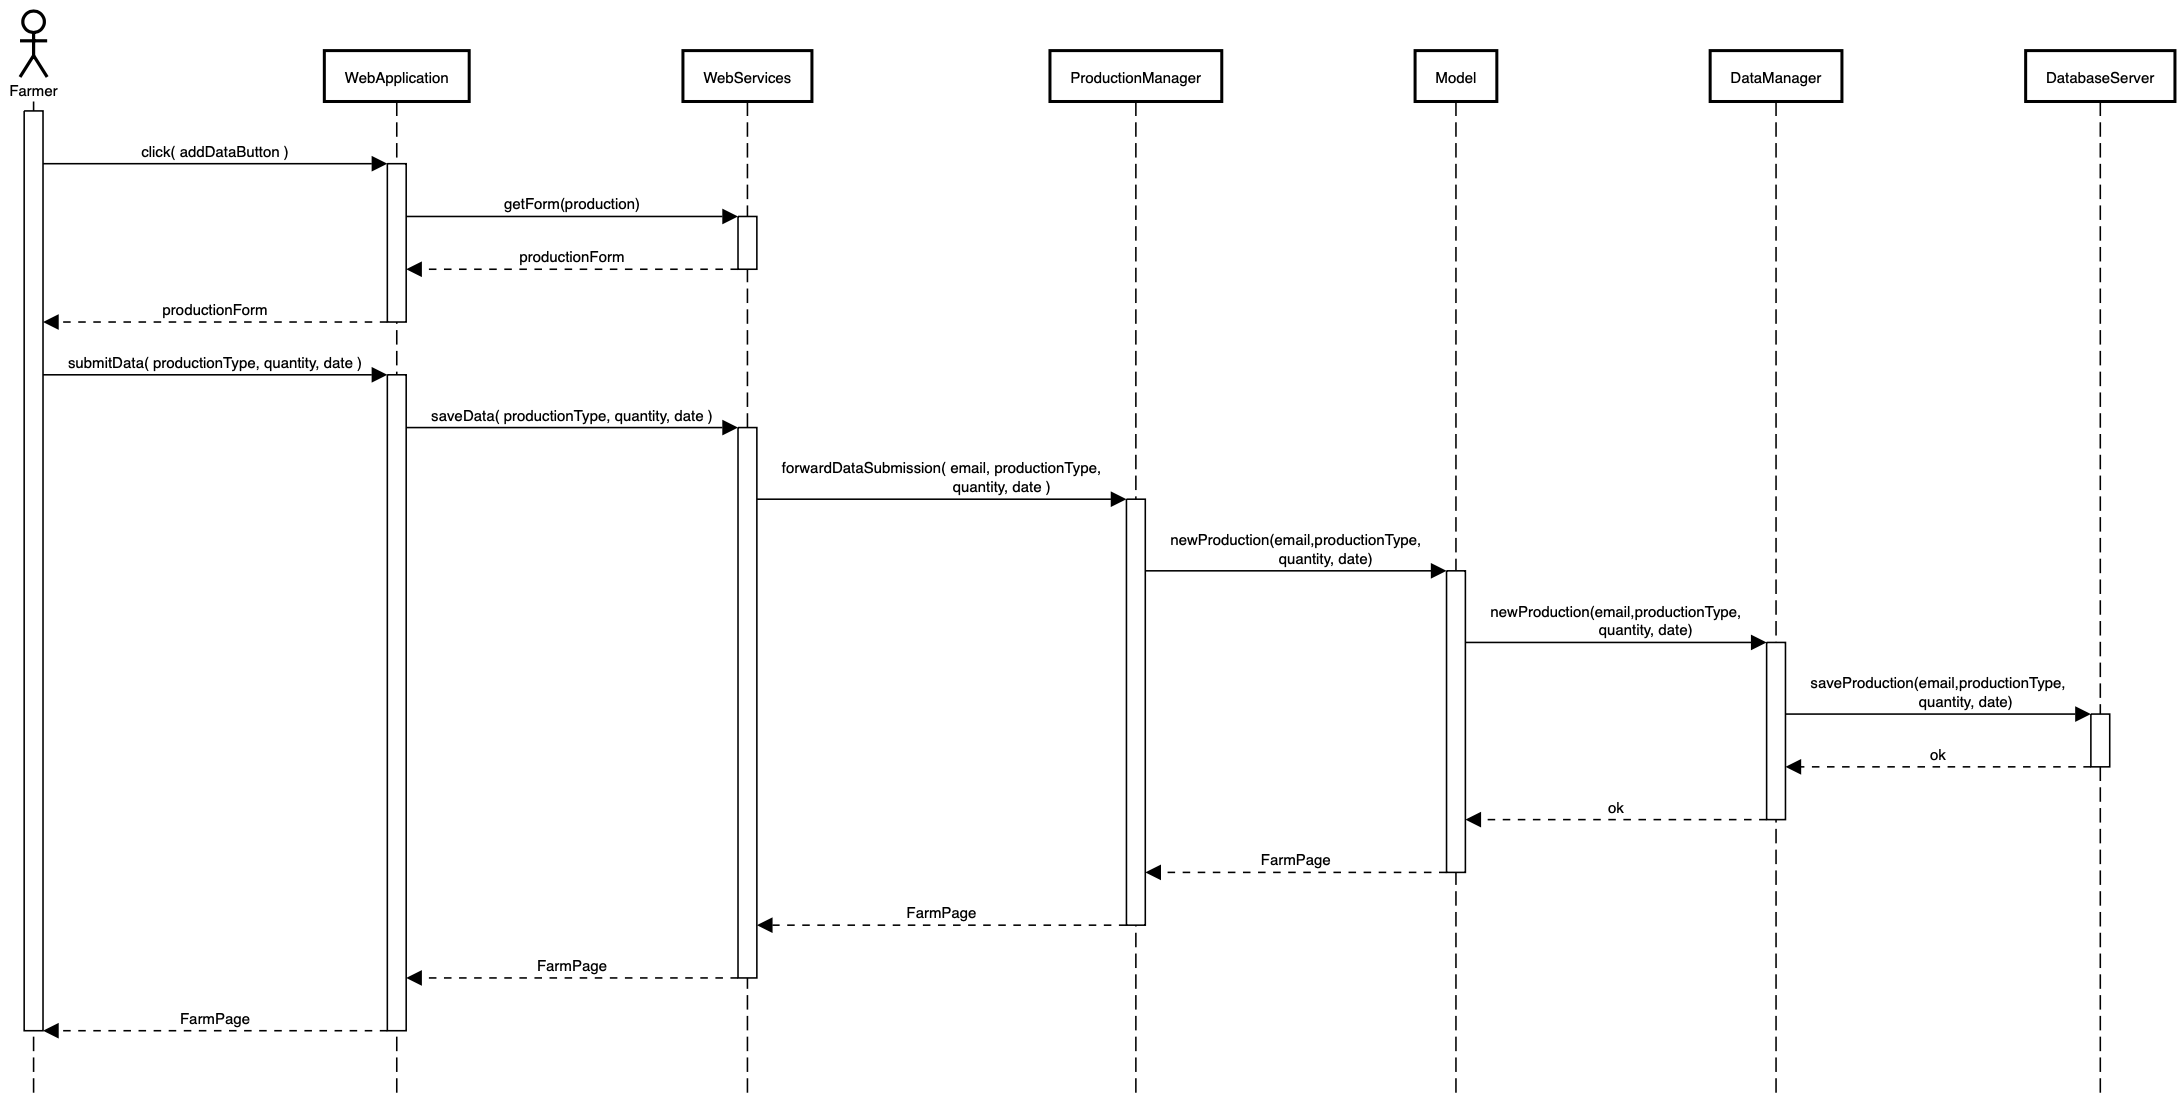 Farmer
WebApplication
WebServices
ProductionManager
Model
DataManager
DatabaseServer
click( addDataButton )
getForm(production)
productionForm
productionForm
submitData( productionType, quantity, date )
saveData( productionType, quantity, date )
forwardDataSubmission( email, productionType,
quantity, date )
newProduction(email,productionType,
quantity, date)
newProduction(email,productionType,
quantity, date)
saveProduction(email,productionType,
quantity, date)
ok
ok
FarmPage
FarmPage
FarmPage
FarmPage